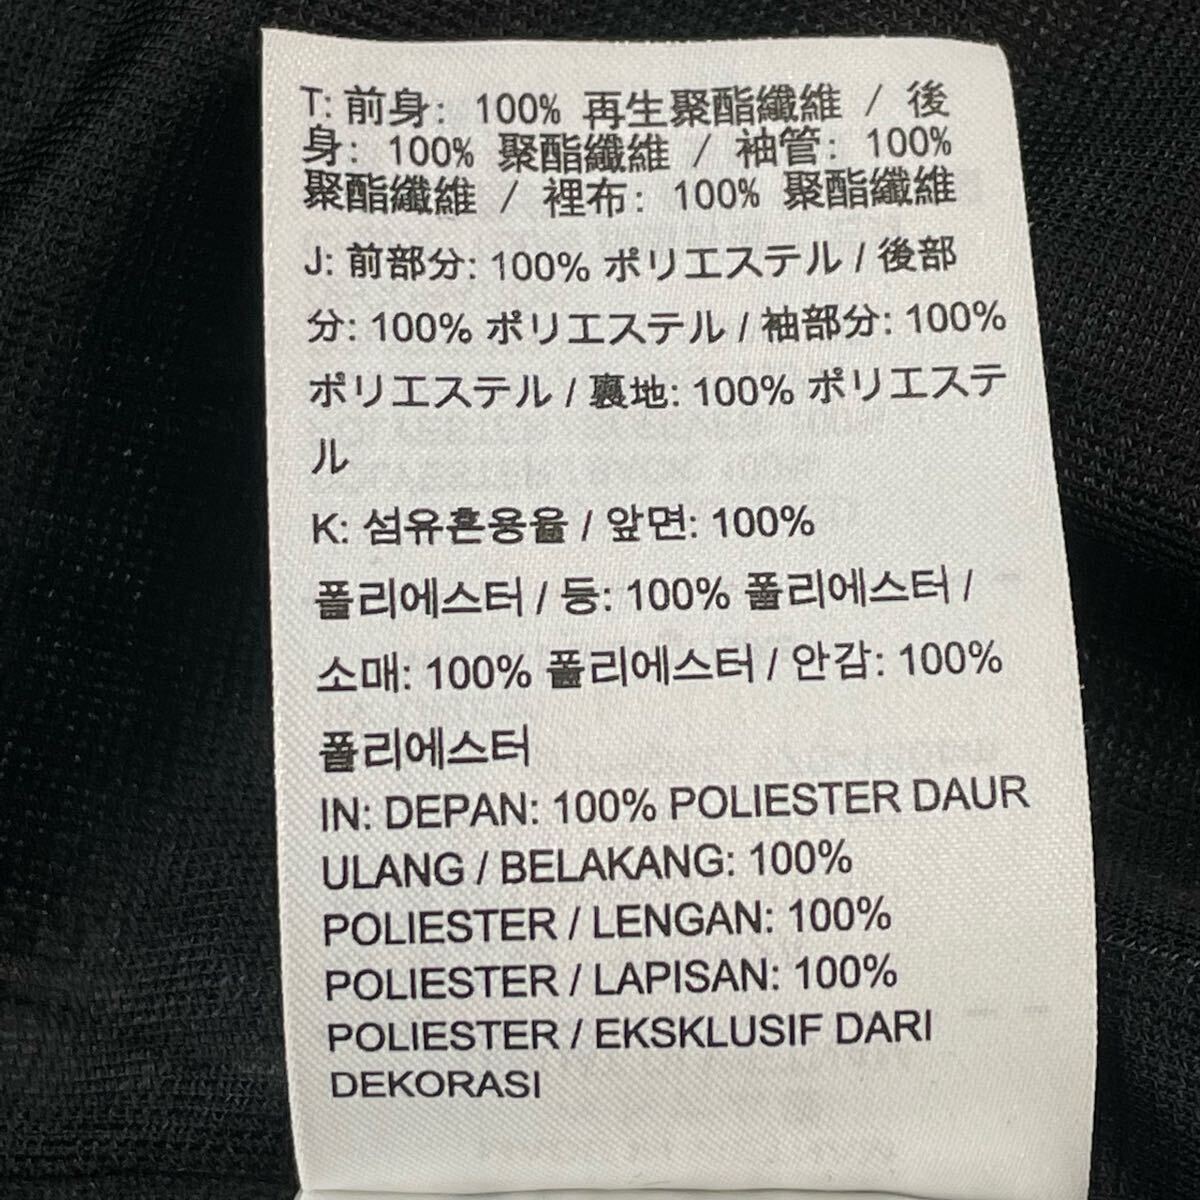 T: 前身: 100% 再生聚酯纖維 / 後
身: 100% 聚酯纖維 / 袖管: 100%
聚酯纖維 / 裡布: 100% 聚酯纖維
J: 前部分: 100% ポリエステル / 後部
分: 100% ポリエステル / 袖部分: 100%
ポリエステル / 裏地: 100% ポリエステ
ル
K: 섬유혼용율 / 앞면: 100%
폴리에스터 / 등: 100% 폴리에스터 /
소매: 100% 폴리에스터 / 안감: 100%
폴리에스터
IN: DEPAN: 100% POLIESTER DAUR
ULANG / BELAKANG: 100%
POLIESTER / LENGAN: 100%
POLIESTER / LAPISAN: 100%
POLIESTER / EKSKLUSIF DARI
DEKORASI